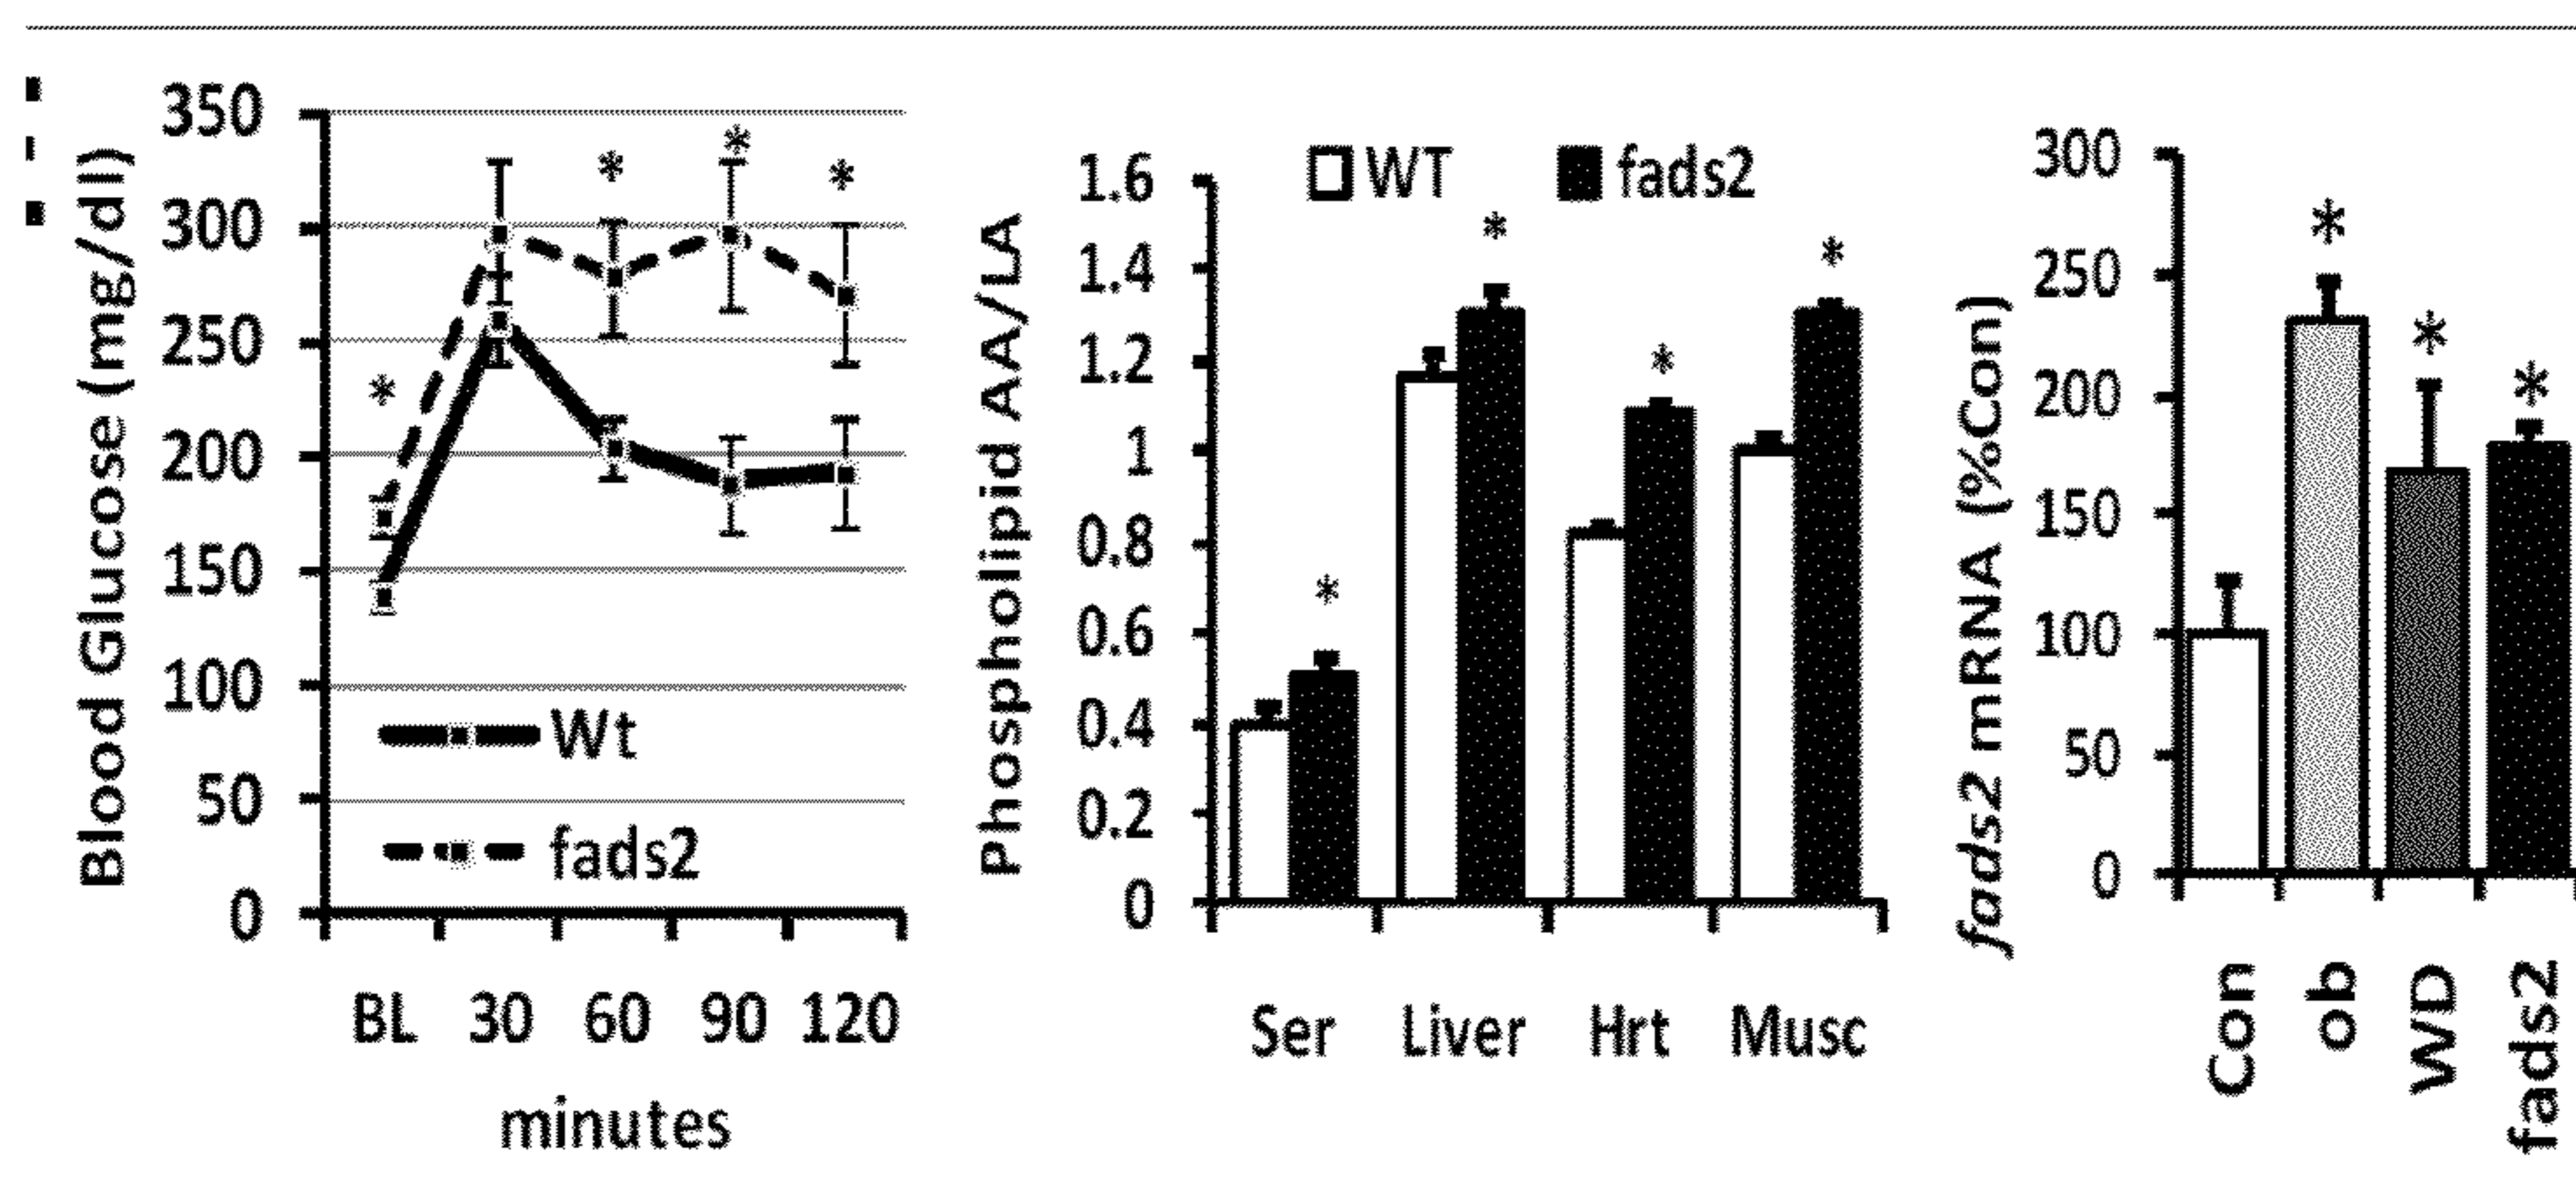 Blood Glucose (mg/dl)
350
300
250
200
150
100
50
0
*
*
*
*
Wt
fads2
BL 30 60 90 120
minutes
Phospholipid AA/LA
1.6
1.4
1.2
1
0.8
0.6
0.4
0.2
0
WT fads2
*
*
*
*
Ser Liver Hrt Musc
fads2 mRNA (%Con)
300
250
200
150
100
50
0
*
*
*
Con
ob
WD
fads2